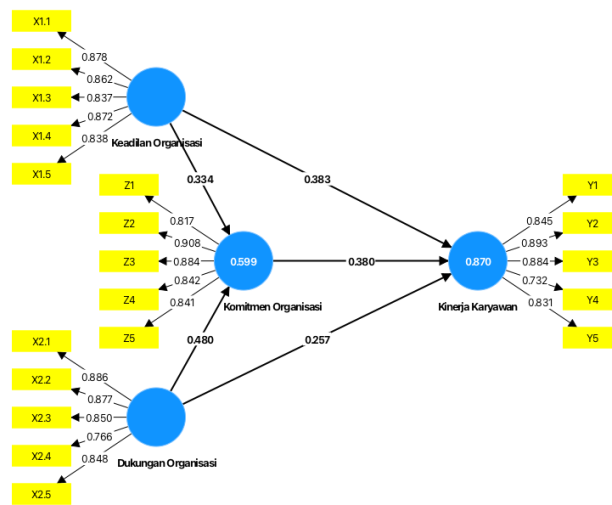 X1.1
X1.2
X1.3
X1.4
X1.5
0.878
0.862
0.837
0.872
0.838
Keadilan Organisasi
0.334
0.383
Z1
Z2
Z3
Z4
Z5
0.817
0.908
0.884
0.842
0.841
0.599
Komitmen Organisasi
0.380
0.870
Kinerja Karyawan
0.845
0.893
0.884
0.732
0.831
Y1
Y2
Y3
Y4
Y5
0.480
0.257
X2.1
X2.2
X2.3
X2.4
X2.5
0.886
0.877
0.850
0.766
0.848
Dukungan Organisasi